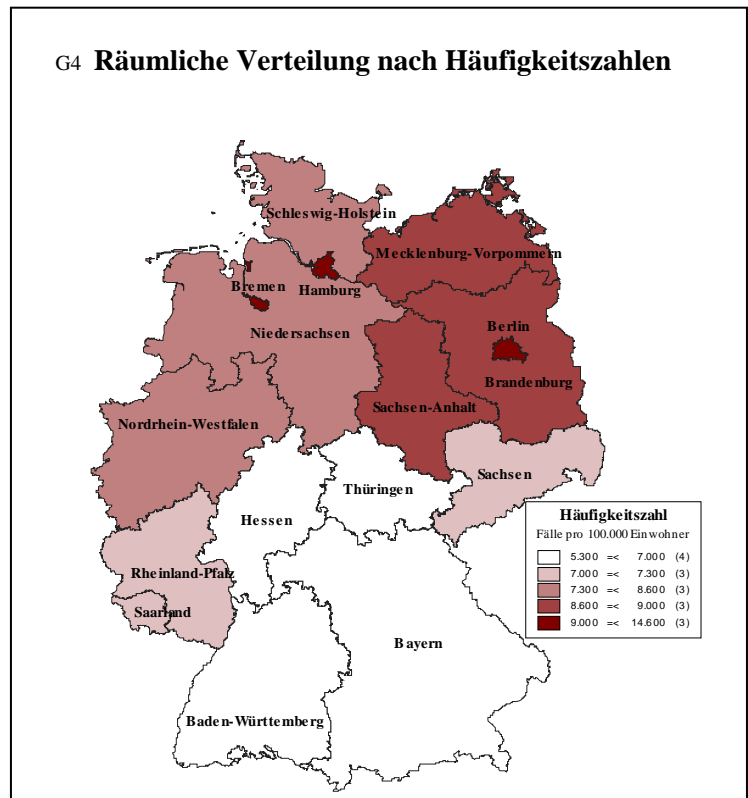 G4 Räumliche Verteilung nach Häufigkeitszahlen
Schleswig-Holstein
Mecklenburg-Vorpommern
Bremen
Hamburg
Berlin
Niedersachsen
Brandenburg
Sachsen-Anhalt
Nordrhein-Westfalen
Sachsen
Thüringen
Hessen
Rheinland-Pfalz
Saarland
Bayern
Baden-Württemberg
Häufigkeitszahl
Fälle pro 100.000 Einwohner
5.300 =< 7.000 (4)
7.000 =< 7.300 (3)
7.300 =< 8.600 (3)
8.600 =< 9.000 (3)
9.000 =< 14.600 (3)